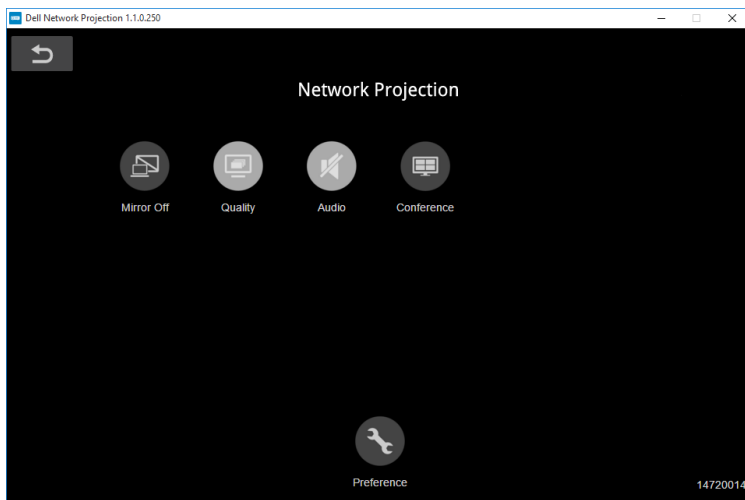 Dell Network Projection 1.1.0.250
Network Projection
Mirror Off Quality Audio Conference
Preference
14720014